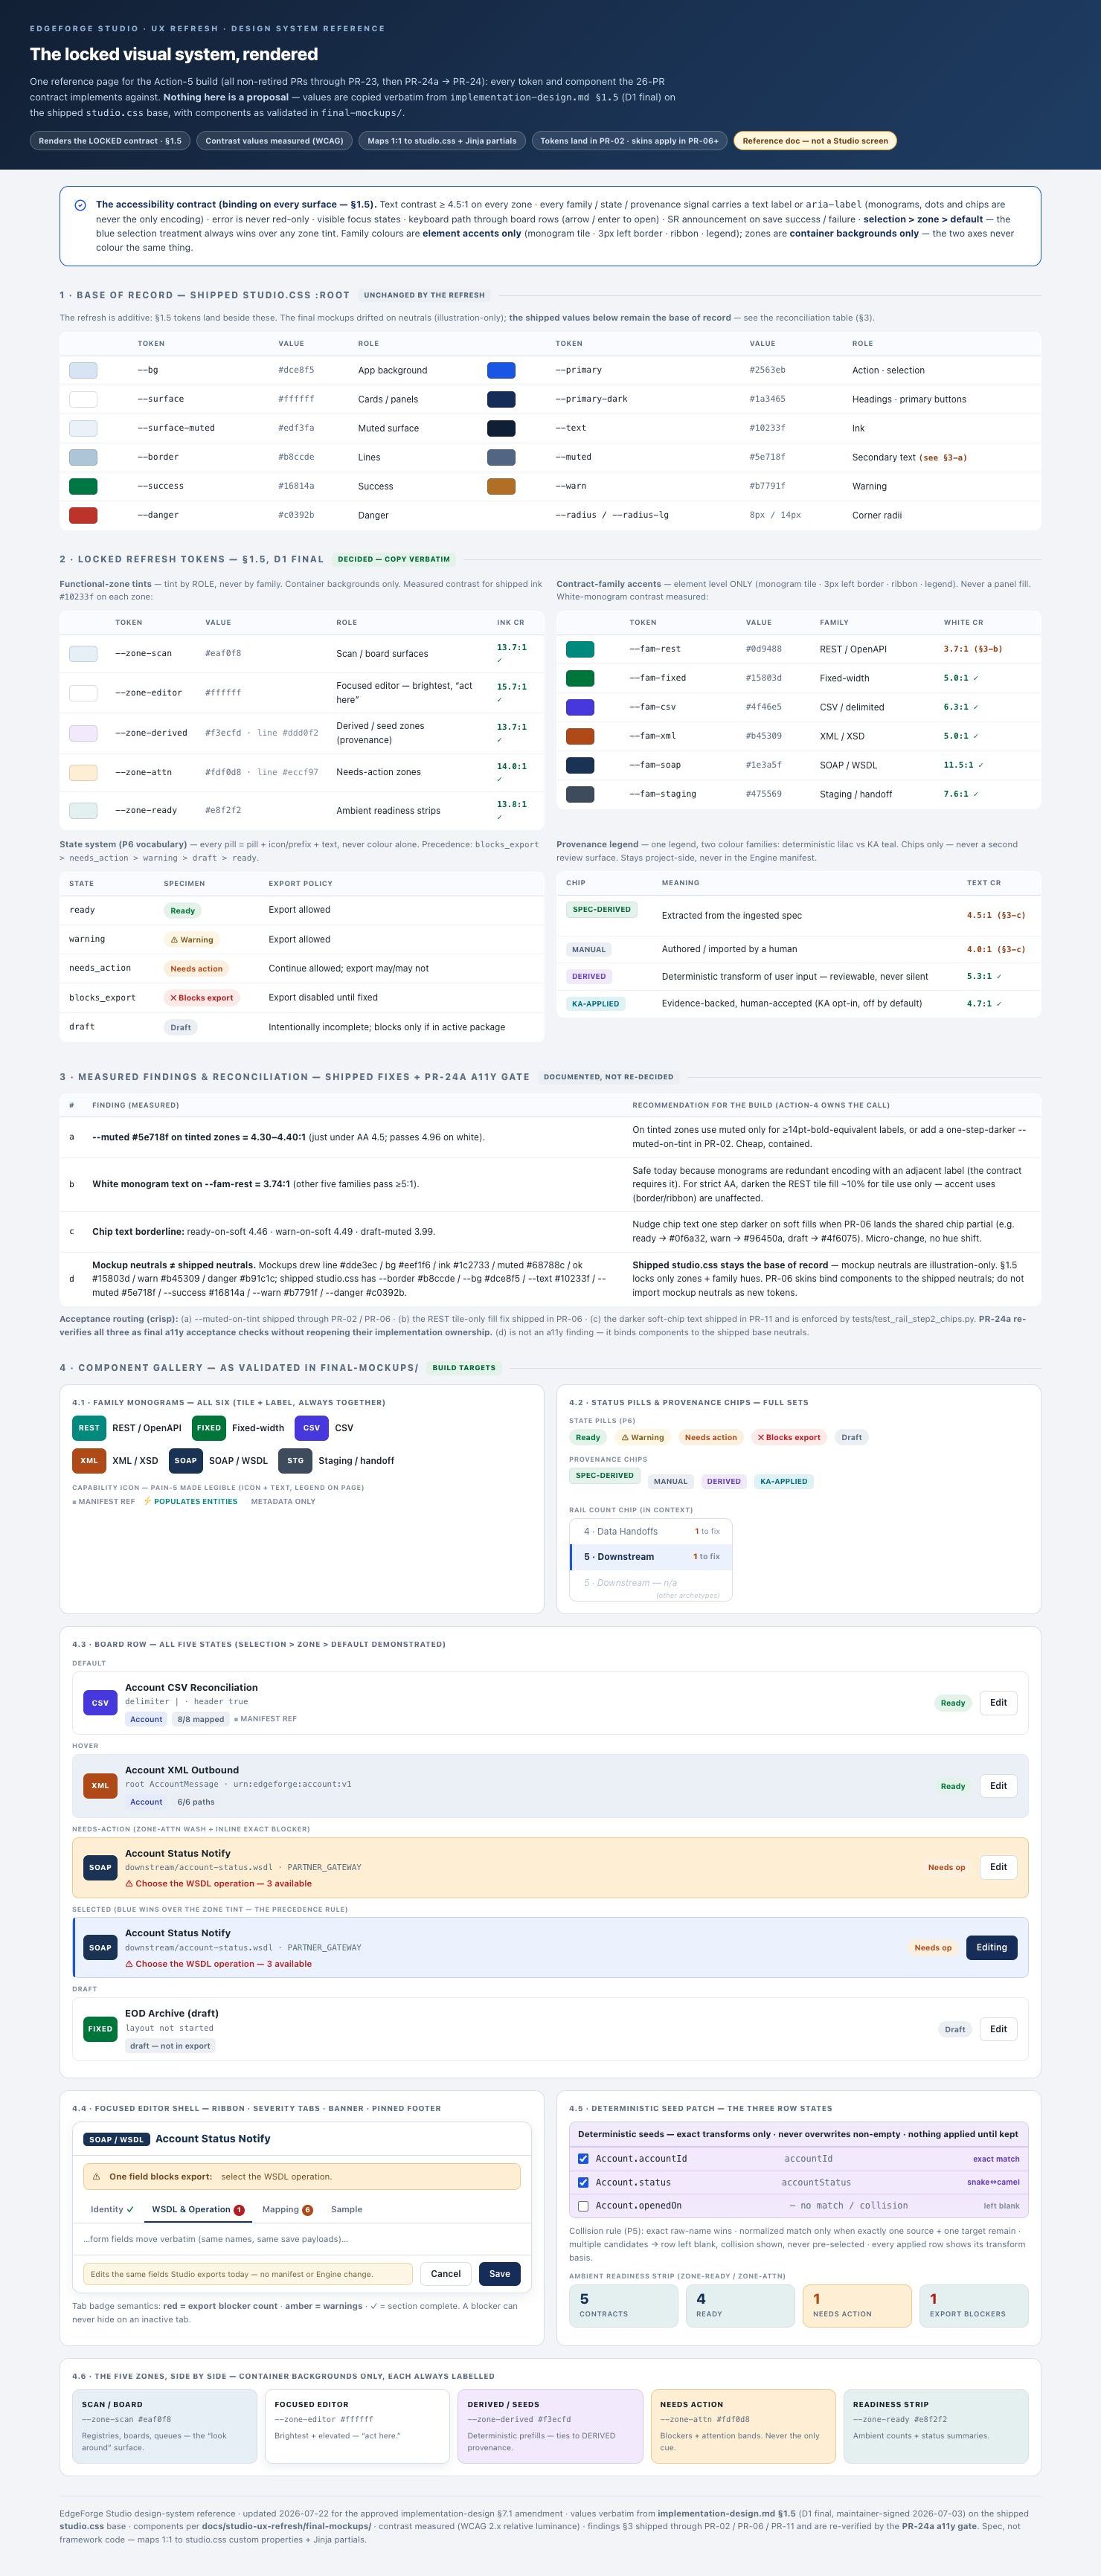 EDGEFORGE STUDIO · UX REFRESH · DESIGN SYSTEM REFERENCE
The locked visual system, rendered
One reference page for the Action-5 build (all non-retired PRs through PR-23, then PR-24a → PR-24): every token and component the 26-PR
contract implements against. Nothing here is a proposal — values are copied verbatim from implementation-design.md §1.5 (D1 final) on
the shipped studio.css base, with components as validated in final-mockups/.
Renders the LOCKED contract · §1.5
Contrast values measured (WCAG)
Maps 1:1 to studio.css + Jinja partials
Tokens land in PR-02 · skins apply in PR-06+
Reference doc — not a Studio screen
The accessibility contract (binding on every surface — §1.5). Text contrast ≥ 4.5:1 on every zone · every family / state / provenance signal carries a text label or aria-label (monograms, dots and chips are
never the only encoding) · error is never red-only · visible focus states · keyboard path through board rows (arrow / enter to open) · SR announcement on save success / failure · selection > zone > default — the
blue selection treatment always wins over any zone tint. Family colours are element accents only (monogram tile · 3px left border · ribbon · legend); zones are container backgrounds only — the two axes never
colour the same thing.
1 · BASE OF RECORD — SHIPPED STUDIO.CSS :ROOT UNCHANGED BY THE REFRESH
The refresh is additive: §1.5 tokens land beside these. The final mockups drifted on neutrals (illustration-only); the shipped values below remain the base of record — see the reconciliation table (§3).
TOKEN VALUE ROLE TOKEN VALUE ROLE
--bg #dce8f5 App background --primary #2563eb Action · selection
--surface #ffffff Cards / panels --primary-dark #1a3465 Headings · primary buttons
--surface-muted #edf3fa Muted surface --text #10233f Ink
--border #b8ccde Lines --muted #5e718f Secondary text (see §3-a)
--success #16814a Success --warn #b7791f Warning
--danger #c0392b Danger --radius / --radius-lg 8px / 14px Corner radii
2 · LOCKED REFRESH TOKENS — §1.5, D1 FINAL DECIDED — COPY VERBATIM
Functional-zone tints — tint by ROLE, never by family. Container backgrounds only. Measured contrast for shipped ink
#10233f on each zone:
TOKEN VALUE ROLE INK CR
--zone-scan #eaf0f8 Scan / board surfaces 13.7:1 ✓
--zone-editor #ffffff Focused editor — brightest, “act here” 15.7:1 ✓
--zone-derived #f3ecfd · line #ddd0f2 Derived / seed zones (provenance) 13.7:1 ✓
--zone-attn #fdf0d8 · line #eccf97 Needs-action zones 14.0:1 ✓
--zone-ready #e8f2f2 Ambient readiness strips 13.8:1 ✓
Contract-family accents — element level ONLY (monogram tile · 3px left border · ribbon · legend). Never a panel fill.
White-monogram contrast measured:
TOKEN VALUE FAMILY WHITE CR
--fam-rest #0d9488 REST / OpenAPI 3.7:1 (§3-b)
--fam-fixed #15803d Fixed-width 5.0:1 ✓
--fam-csv #4f46e5 CSV / delimited 6.3:1 ✓
--fam-xml #b45309 XML / XSD 5.0:1 ✓
--fam-soap #1e3a5f SOAP / WSDL 11.5:1 ✓
--fam-staging #475569 Staging / handoff 7.6:1 ✓
State system (P6 vocabulary) — every pill = pill + icon/prefix + text, never colour alone. Precedence: blocks_export
> needs_action > warning > draft > ready.
STATE SPECIMEN EXPORT POLICY
ready Ready Export allowed
warning ⚠ Warning Export allowed
needs_action Needs action Continue allowed; export may/may not
blocks_export ✕ Blocks export Export disabled until fixed
draft Draft Intentionally incomplete; blocks only if in active package
Provenance legend — one legend, two colour families: deterministic lilac vs KA teal. Chips only — never a second
review surface. Stays project-side, never in the Engine manifest.
CHIP MEANING TEXT CR
SPEC-DERIVED Extracted from the ingested spec 4.5:1 (§3-c)
MANUAL Authored / imported by a human 4.0:1 (§3-c)
DERIVED Deterministic transform of user input — reviewable, never silent 5.3:1 ✓
KA-APPLIED Evidence-backed, human-accepted (KA opt-in, off by default) 4.7:1 ✓
3 · MEASURED FINDINGS & RECONCILIATION — SHIPPED FIXES + PR-24A A11Y GATE DOCUMENTED, NOT RE-DECIDED
# FINDING (MEASURED) RECOMMENDATION FOR THE BUILD (ACTION-4 OWNS THE CALL)
a --muted #5e718f on tinted zones = 4.30–4.40:1 (just under AA 4.5; passes 4.96 on white).
On tinted zones use muted only for ≥14pt-bold-equivalent labels, or add a one-step-darker --
muted-on-tint in PR-02. Cheap, contained.
b White monogram text on --fam-rest = 3.74:1 (other five families pass ≥5:1).
Safe today because monograms are redundant encoding with an adjacent label (the contract
requires it). For strict AA, darken the REST tile fill ~10% for tile use only — accent uses
(border/ribbon) are unaffected.
c Chip text borderline: ready-on-soft 4.46 · warn-on-soft 4.49 · draft-muted 3.99.
Nudge chip text one step darker on soft fills when PR-06 lands the shared chip partial (e.g.
ready → #0f6a32, warn → #96450a, draft → #4f6075). Micro-change, no hue shift.
d Mockup neutrals ≠ shipped neutrals. Mockups drew line #dde3ec / bg #eef1f6 / ink #1c2733 / muted #68788c / ok
#15803d / warn #b45309 / danger #b91c1c; shipped studio.css has --border #b8ccde / --bg #dce8f5 / --text #10233f / --
muted #5e718f / --success #16814a / --warn #b7791f / --danger #c0392b.
Shipped studio.css stays the base of record — mockup neutrals are illustration-only. §1.5
locks only zones + family hues. PR-06 skins bind components to the shipped neutrals; do not
import mockup neutrals as new tokens.
Acceptance routing (crisp): (a) --muted-on-tint shipped through PR-02 / PR-06 · (b) the REST tile-only fill fix shipped in PR-06 · (c) the darker soft-chip text shipped in PR-11 and is enforced by tests/test_rail_step2_chips.py. PR-24a re-
verifies all three as final a11y acceptance checks without reopening their implementation ownership. (d) is not an a11y finding — it binds components to the shipped base neutrals.
4 · COMPONENT GALLERY — AS VALIDATED IN FINAL-MOCKUPS/ BUILD TARGETS
4.1 · FAMILY MONOGRAMS — ALL SIX (TILE + LABEL, ALWAYS TOGETHER)
REST REST / OpenAPI FIXED Fixed-width CSV CSV
XML XML / XSD SOAP SOAP / WSDL STG Staging / handoff
CAPABILITY ICON — PAIN-5 MADE LEGIBLE (ICON + TEXT, LEGEND ON PAGE)
▪ MANIFEST REF ⚡ POPULATES ENTITIES METADATA ONLY
4.2 · STATUS PILLS & PROVENANCE CHIPS — FULL SETS
STATE PILLS (P6)
Ready ⚠ Warning Needs action ✕ Blocks export Draft
PROVENANCE CHIPS
SPEC-DERIVED MANUAL DERIVED KA-APPLIED
RAIL COUNT CHIP (IN CONTEXT)
4 · Data Handoffs 1 to fix
5 · Downstream 1 to fix
5 · Downstream — n/a
(other archetypes)
4.3 · BOARD ROW — ALL FIVE STATES (SELECTION > ZONE > DEFAULT DEMONSTRATED)
DEFAULT
CSV Account CSV Reconciliation
delimiter | · header true
Account 8/8 mapped ▪ MANIFEST REF
Ready Edit
HOVER
XML Account XML Outbound
root AccountMessage · urn:edgeforge:account:v1
Account 6/6 paths
Ready Edit
NEEDS-ACTION (ZONE-ATTN WASH + INLINE EXACT BLOCKER)
SOAP Account Status Notify
downstream/account-status.wsdl · PARTNER_GATEWAY
⚠ Choose the WSDL operation — 3 available
Needs op Edit
SELECTED (BLUE WINS OVER THE ZONE TINT — THE PRECEDENCE RULE)
SOAP Account Status Notify
downstream/account-status.wsdl · PARTNER_GATEWAY
⚠ Choose the WSDL operation — 3 available
Needs op Editing
DRAFT
FIXED EOD Archive (draft)
layout not started
draft — not in export
Draft Edit
4.4 · FOCUSED EDITOR SHELL — RIBBON · SEVERITY TABS · BANNER · PINNED FOOTER
SOAP / WSDL Account Status Notify
⚠ One field blocks export: select the WSDL operation.
Identity ✓ WSDL & Operation 1 Mapping 6 Sample
…form fields move verbatim (same names, same save payloads)…
Edits the same fields Studio exports today — no manifest or Engine change. Cancel Save
Tab badge semantics: red = export blocker count · amber = warnings · ✓ = section complete. A blocker can
never hide on an inactive tab.
4.5 · DETERMINISTIC SEED PATCH — THE THREE ROW STATES
Deterministic seeds — exact transforms only · never overwrites non-empty · nothing applied until kept
Account.accountId accountId exact match
Account.status accountStatus snake↔camel
Account.openedOn — no match / collision left blank
Collision rule (P5): exact raw-name wins · normalized match only when exactly one source + one target remain ·
multiple candidates → row left blank, collision shown, never pre-selected · every applied row shows its transform
basis.
AMBIENT READINESS STRIP (ZONE-READY / ZONE-ATTN)
5 CONTRACTS
4 READY
1 NEEDS ACTION
1 EXPORT BLOCKERS
4.6 · THE FIVE ZONES, SIDE BY SIDE — CONTAINER BACKGROUNDS ONLY, EACH ALWAYS LABELLED
SCAN / BOARD
--zone-scan #eaf0f8
Registries, boards, queues — the “look
around” surface.
FOCUSED EDITOR
--zone-editor #ffffff
Brightest + elevated — “act here.”
DERIVED / SEEDS
--zone-derived #f3ecfd
Deterministic prefills — ties to DERIVED
provenance.
NEEDS ACTION
--zone-attn #fdf0d8
Blockers + attention bands. Never the only
cue.
READINESS STRIP
--zone-ready #e8f2f2
Ambient counts + status summaries.
EdgeForge Studio design-system reference · updated 2026-07-22 for the approved implementation-design §7.1 amendment · values verbatim from implementation-design.md §1.5 (D1 final, maintainer-signed 2026-07-03) on the shipped
studio.css base · components per docs/studio-ux-refresh/final-mockups/ · contrast measured (WCAG 2.x relative luminance) · findings §3 shipped through PR-02 / PR-06 / PR-11 and are re-verified by the PR-24a a11y gate. Spec, not
framework code — maps 1:1 to studio.css custom properties + Jinja partials.